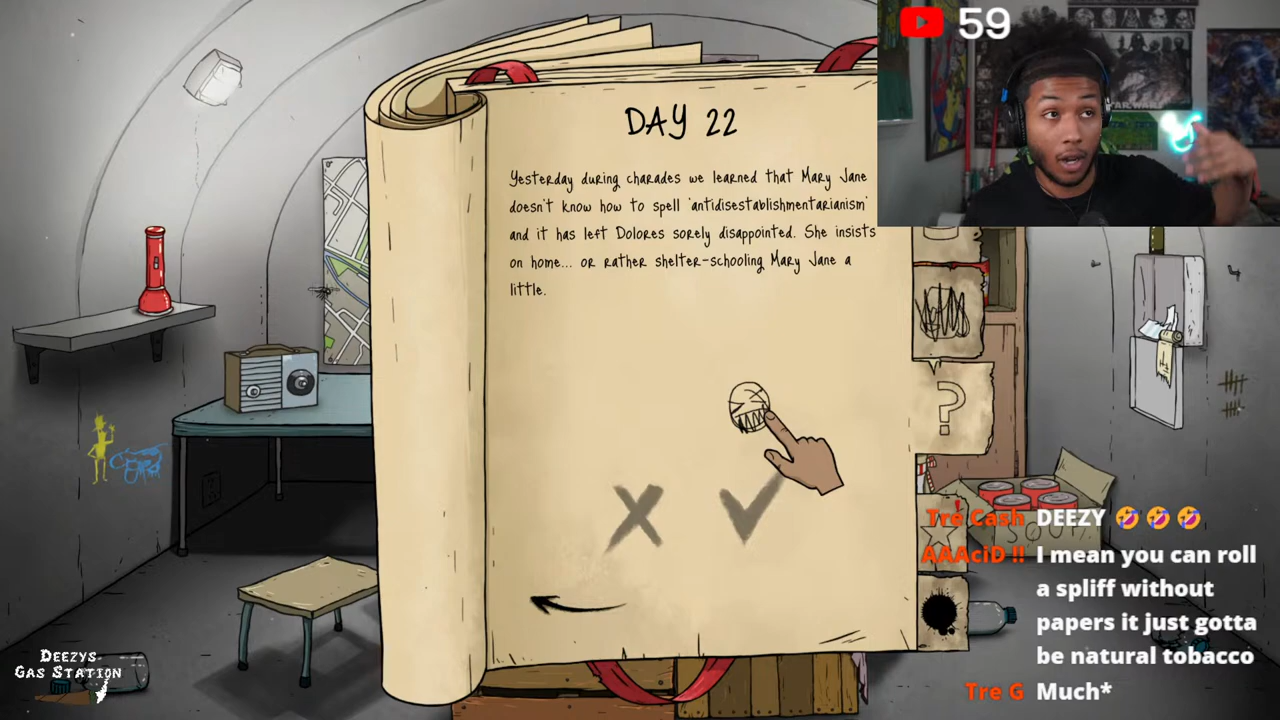 59
DAY 22
Yesterday during charades we learned that Mary Jane
doesn't know how to spell 'antidisestablishmentarianism'
and it has left Dolores sorely disappointed. She insists
on home... or rather shelter-schooling Mary Jane a
little.
?
SOUP
Tre Cash DEEZY 🤣 🤣 🤣
AAAciD !! I mean you can roll
a spliff without
papers it just gotta
be natural tobacco
Tre G Much*
DEEZYS
GAS STATION